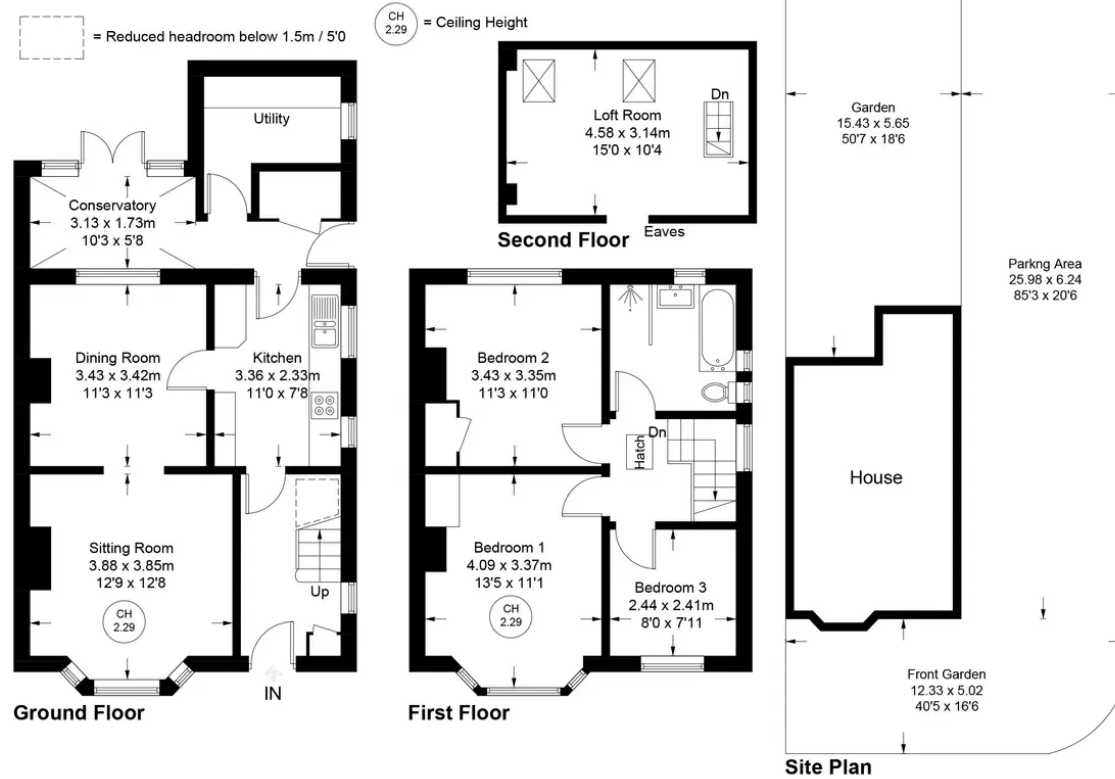 = Reduced headroom below 1.5m / 5'0
CH
2.29
= Ceiling Height
Utility
Conservatory
3.13 x 1.73m
10'3 x 5'8
Dining Room
3.43 x 3.42m
11'3 x 11'3
Kitchen
3.36 x 2.33m
11'0 x 7'8
Sitting Room
3.88 x 3.85m
12'9 x 12'8
CH
2.29
Up
IN
Ground Floor
Dn
Loft Room
4.58 x 3.14m
15'0 x 10'4
Eaves
Second Floor
Bedroom 2
3.43 x 3.35m
11'3 x 11'0
Hatch
Dn
Bedroom 1
4.09 x 3.37m
13'5 x 11'1
CH
2.29
Bedroom 3
2.44 x 2.41m
8'0 x 7'11
First Floor
Garden
15.43 x 5.65
50'7 x 18'6
Parkng Area
25.98 x 6.24
85'3 x 20'6
House
Front Garden
12.33 x 5.02
40'5 x 16'6
Site Plan